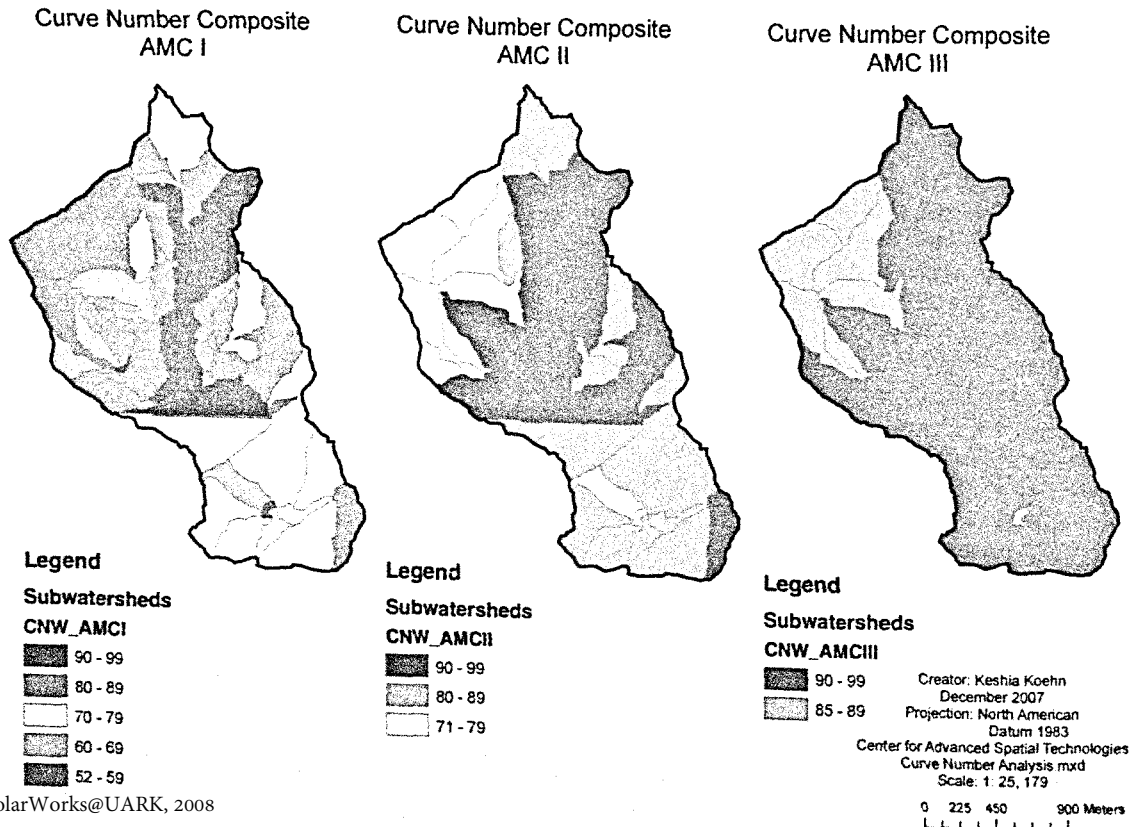 Curve Number Composite
AMC I
Curve Number Composite
AMC II
Curve Number Composite
AMC III
Legend
Subwatersheds
CNW_AMCI
90 - 99
80 - 89
70 - 79
60 - 69
52 - 59
Legend
Subwatersheds
CNW_AMCII
90 - 99
80 - 89
71 - 79
Legend
Subwatersheds
CNW_AMCIII
90 - 99
85 - 89
Creator: Keshia Koehn
December 2007
Projection: North American
Datum 1983
Center for Advanced Spatial Technologies
Curve Number Analysis.mxd
Scale: 1: 25, 179
0 225 450 900 Meters
olarWorks@UARK, 2008